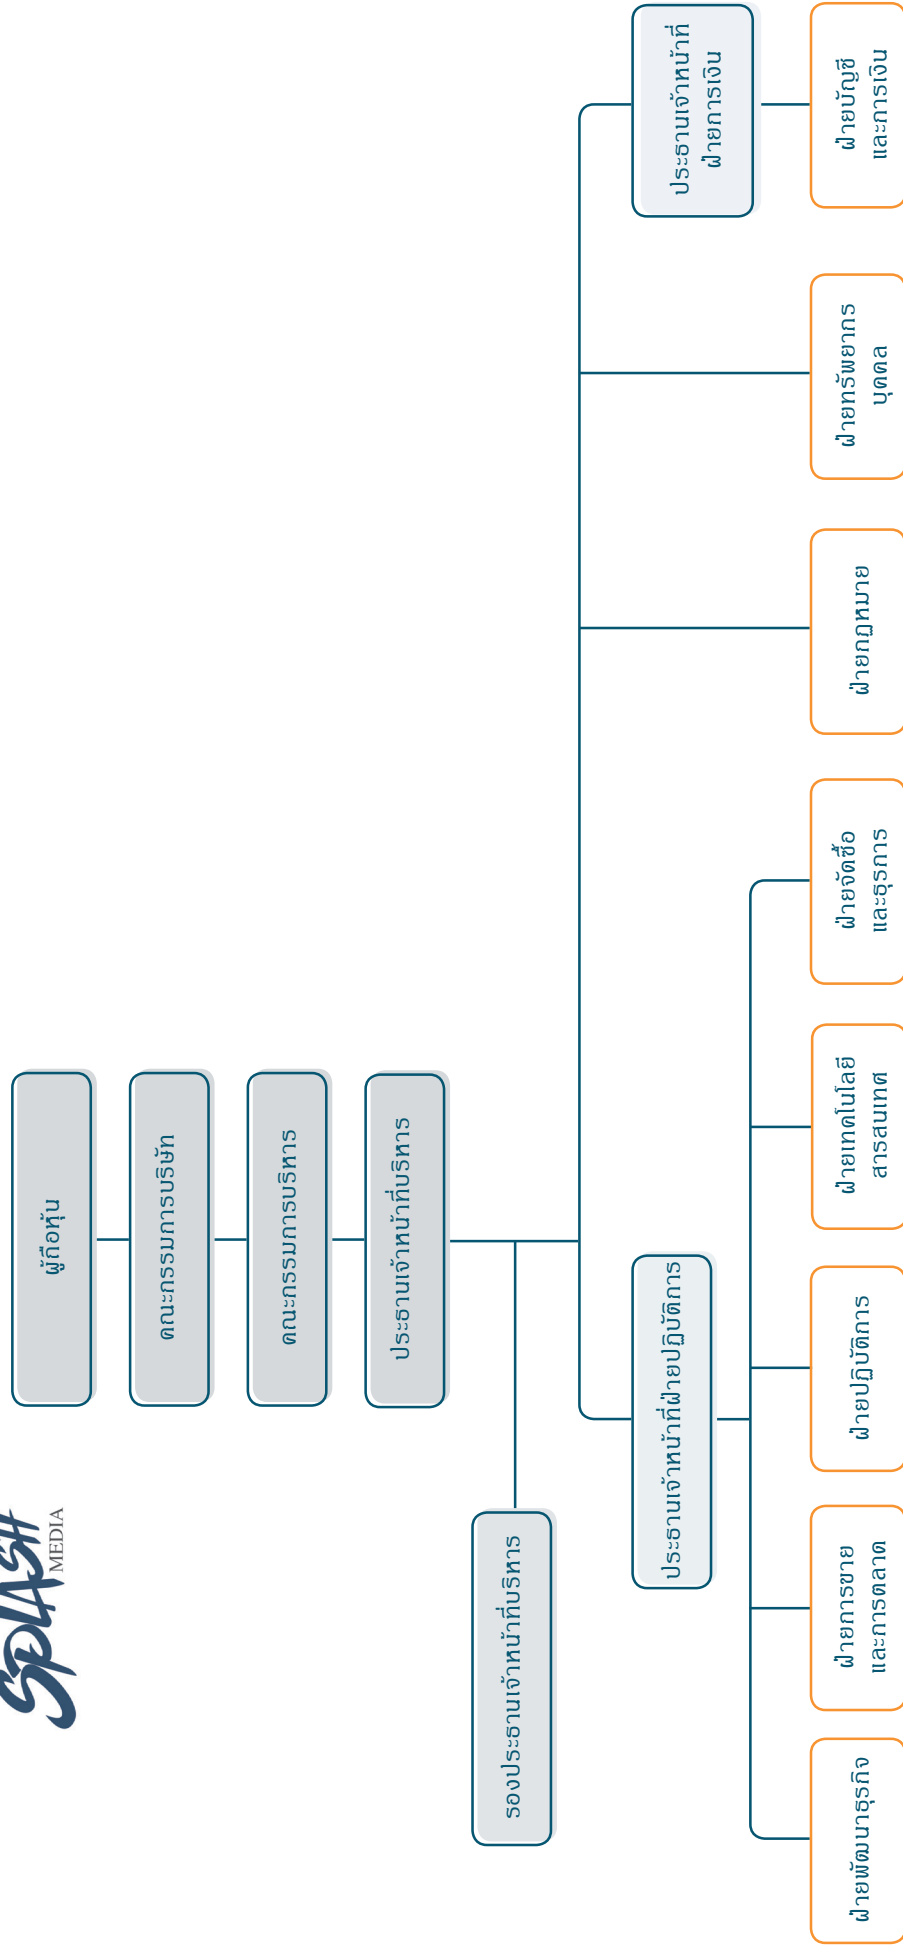 SPLASH
MEDIA
ผู้ถือหุ้น
คณะกรรมการบริษัท
คณะกรรมการบริหาร
ประธานเจ้าหน้าที่บริหาร
รองประธานเจ้าหน้าที่บริหาร
ประธานเจ้าหน้าที่ฝ่ายปฏิบัติการ
ประธานเจ้าหน้าที่
ฝ่ายการเงิน
ฝ่ายพัฒนาธุรกิจ
ฝ่ายการขาย
และการตลาด
ฝ่ายปฏิบัติการ
ฝ่ายเทคโนโลยี
สารสนเทศ
ฝ่ายจัดซื้อ
และธุรการ
ฝ่ายกฎหมาย
ฝ่ายทรัพยากร
บุคคล
ฝ่ายบัญชี
และการเงิน